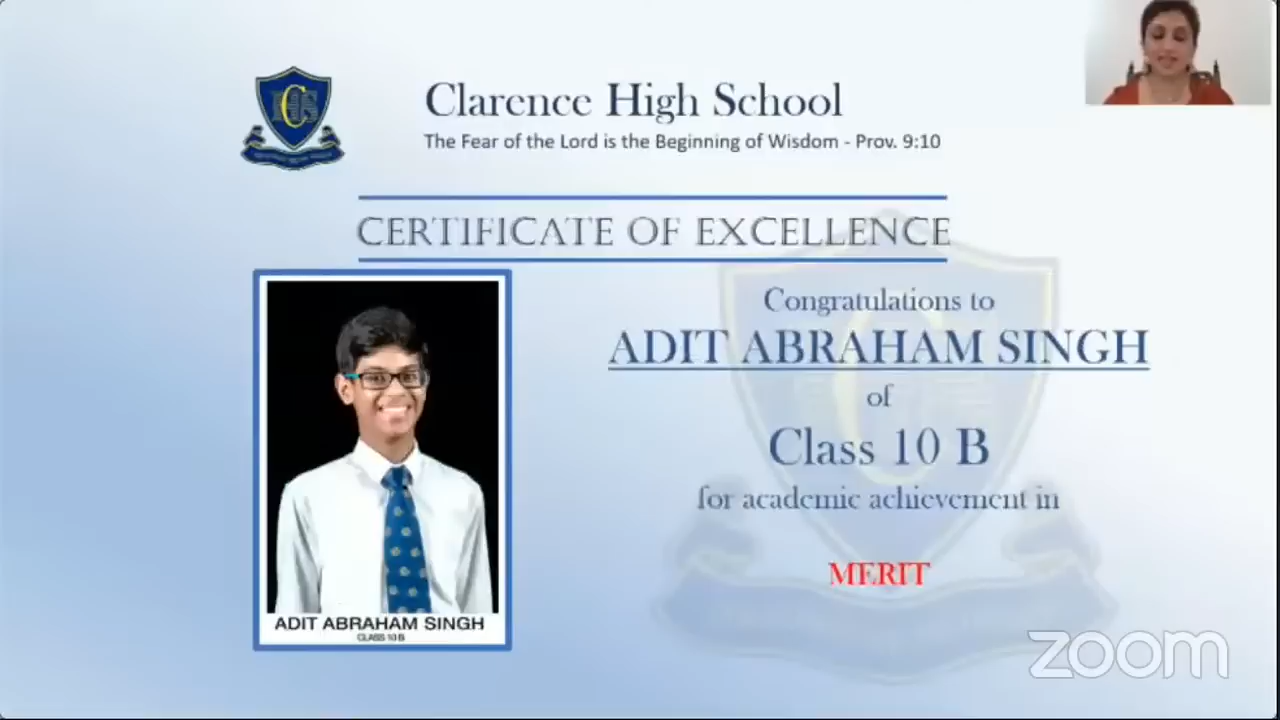 Clarence High School
The Fear of the Lord is the Beginning of Wisdom - Prov. 9:10
CERTIFICATE OF EXCELLENCE
Congratulations to
ADIT ABRAHAM SINGH
of
Class 10 B
for academic achievement in
MERIT
ADIT ABRAHAM SINGH
CLASS 10 B
zoom